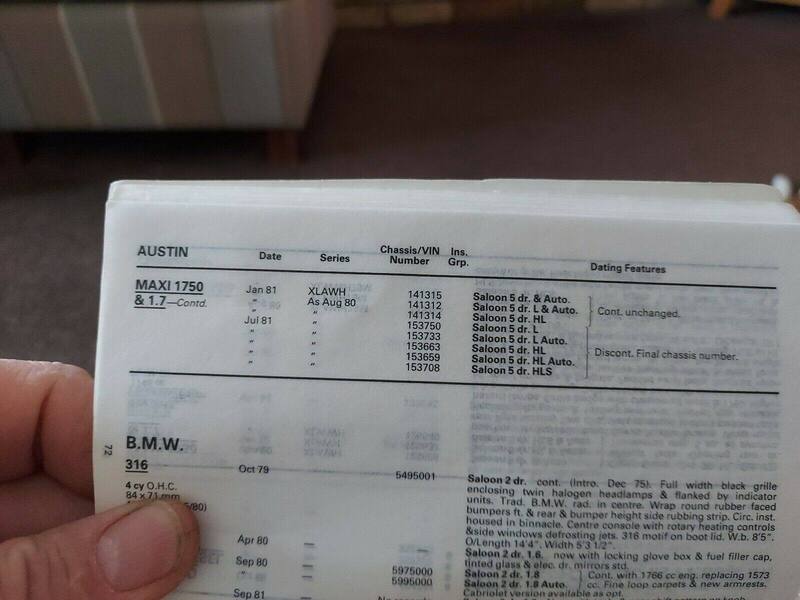 AUSTIN Date Series Chassis/VIN Number Ins. Grp. Dating Features
MAXI 1750 Jan 81 XLAWH 141315 Saloon 5 dr. & Auto.
& 1.7—Contd. " As Aug 80 141312 Saloon 5 dr. L & Auto. Cont. unchanged.
" " 141314 Saloon 5 dr. HL
Jul 81 " 153750 Saloon 5 dr. L
" " 153733 Saloon 5 dr. L Auto.
" " 153663 Saloon 5 dr. HL Discont. Final chassis number.
" " 153659 Saloon 5 dr. HL Auto.
" " 153708 Saloon 5 dr. HLS
72
B.M.W.
316 Oct 79 5495001 Saloon 2 dr. cont. (Intro. Dec 75). Full width black grille
4 cy O.H.C. enclosing twin halogen headlamps & flanked by indicator
84 x 71 mm units. Trad. B.M.W. rad. in centre. Wrap round rubber faced
/80) bumpers ft. & rear & bumper height side rubbing strip. Circ. inst.
housed in binnacle. Centre console with rotary heating controls
&side windows defrosting jets. 316 motif on boot lid. W.b. 8'5".
O/Length 14'4". Width 5'3 1/2".
Apr 80 — — Saloon 2 dr. 1.6. now with locking glove box & fuel filler cap,
tinted glass & elec. dr. mirrors std.
Sep 80 — 5975000 Saloon 2 dr. 1.8 Cont. with 1766 cc eng. replacing 1573
" — 5995000 Saloon 2 dr. 1.8 Auto. cc. Fine loop carpets & new armrests.
Sep 81 Cabriolet version available as opt.